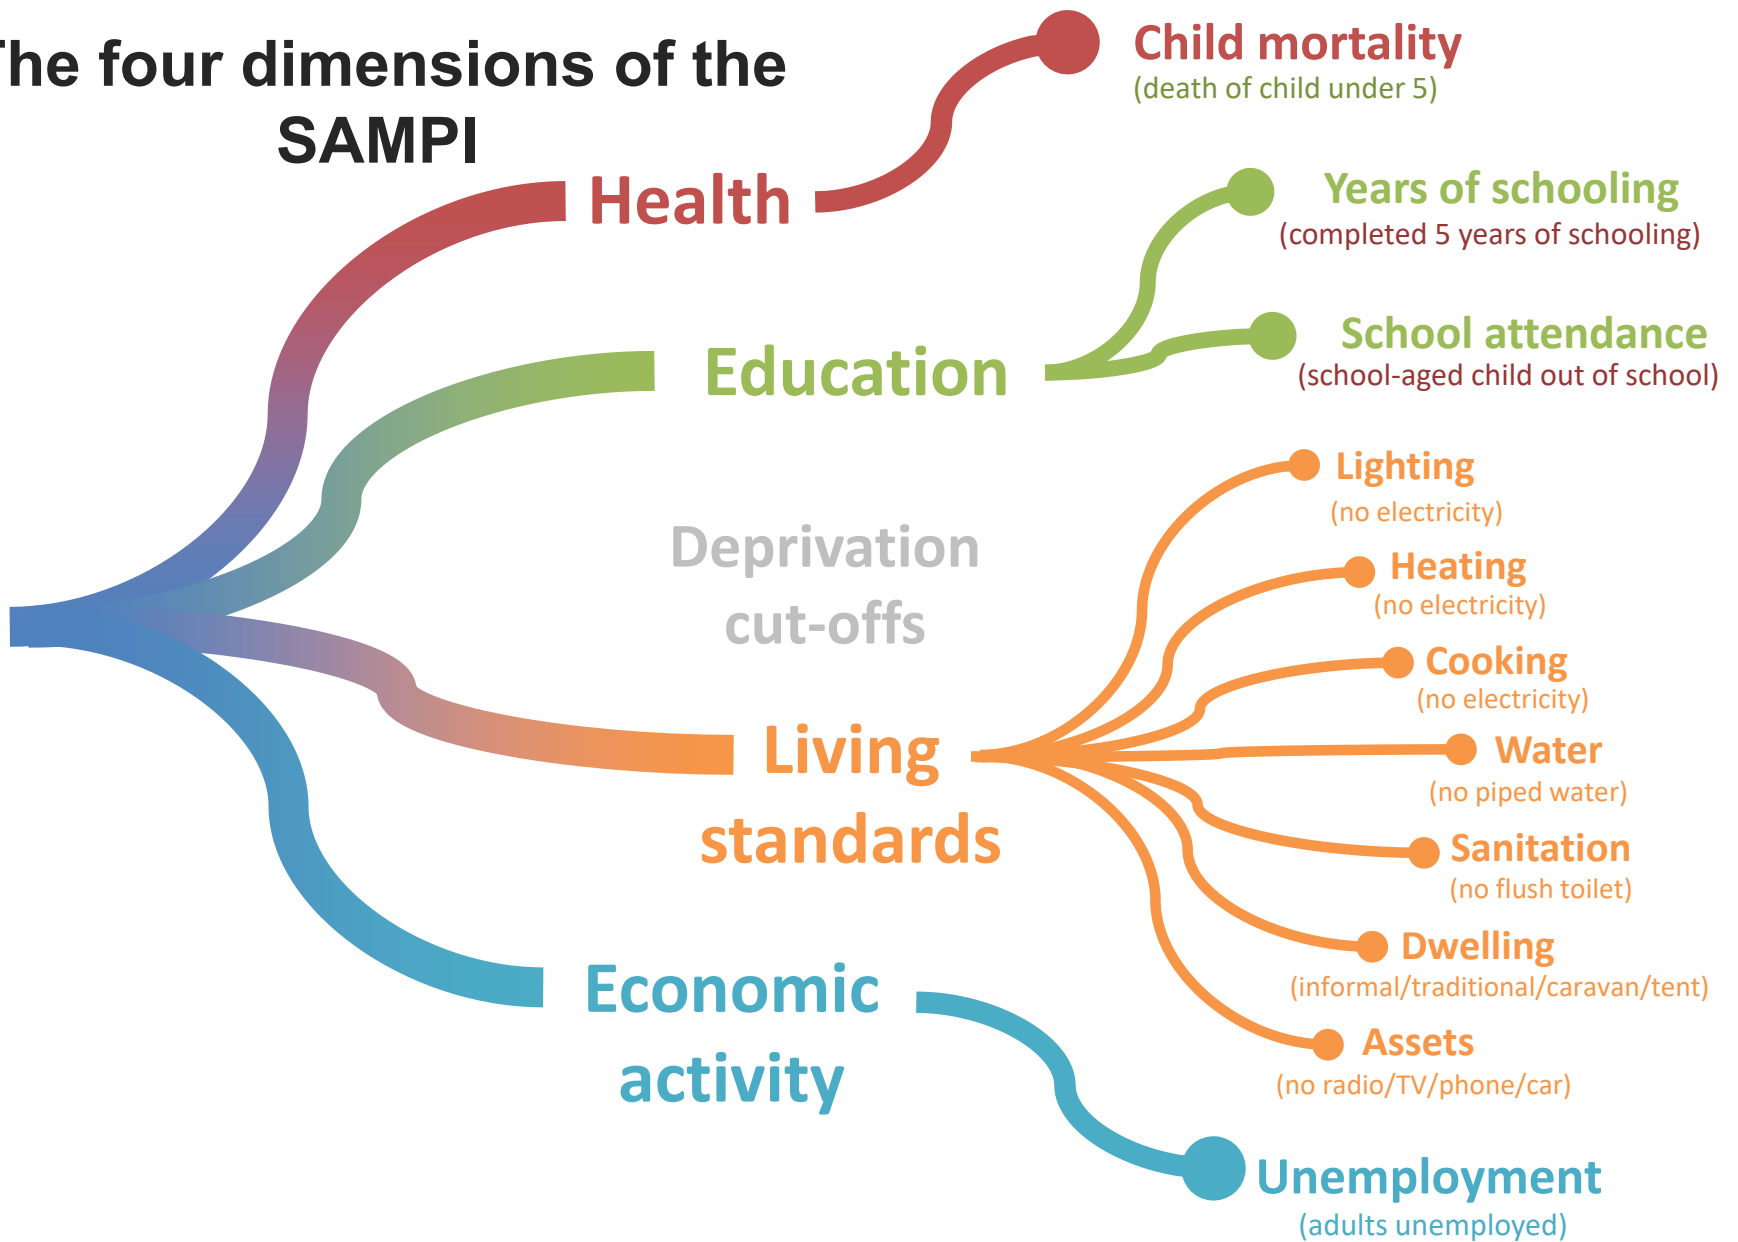 The four dimensions of the
SAMPI
Child mortality
(death of child under 5)
Health
Years of schooling
(completed 5 years of schooling)
Education
School attendance
(school-aged child out of school)
Deprivation
cut-offs
Lighting
(no electricity)
Heating
(no electricity)
Cooking
(no electricity)
Living
standards
Water
(no piped water)
Sanitation
(no flush toilet)
Dwelling
(informal/traditional/caravan/tent)
Assets
(no radio/TV/phone/car)
Economic
activity
Unemployment
(adults unemployed)